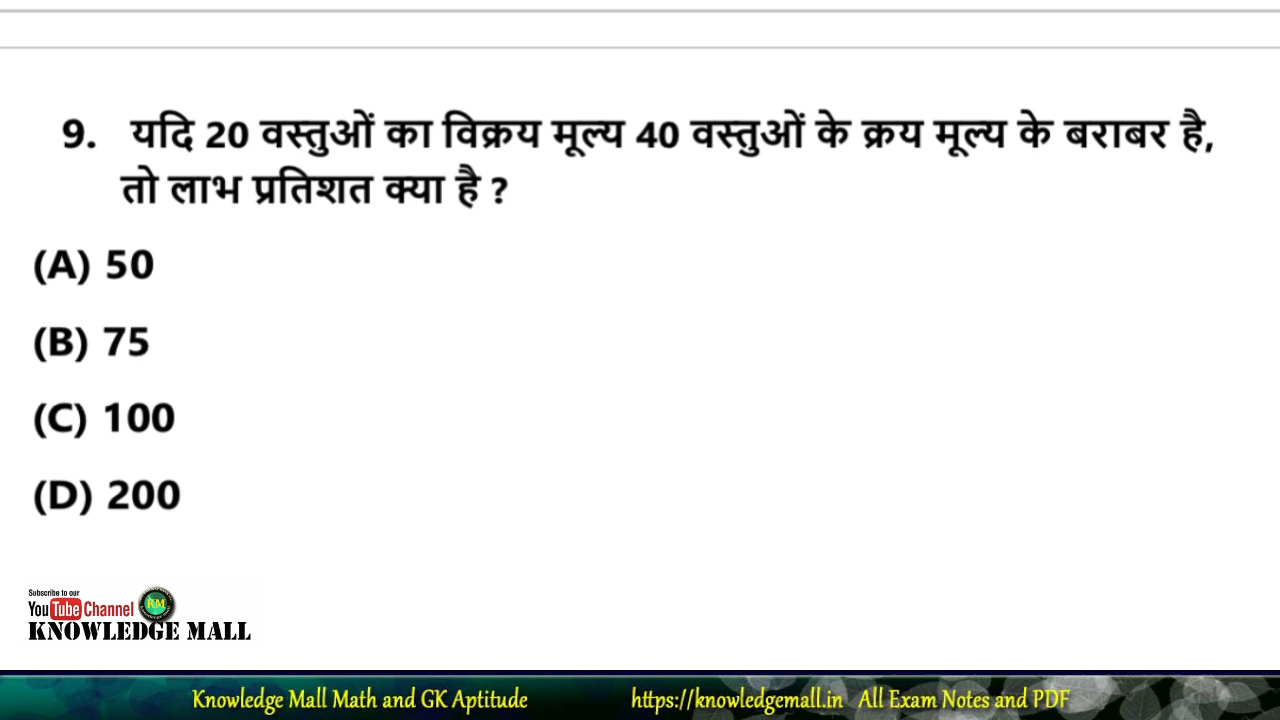 9. यदि 20 वस्तुओं का विक्रय मूल्य 40 वस्तुओं के क्रय मूल्य के बराबर है,
तो लाभ प्रतिशत क्या है ?
(A) 50
(B) 75
(C) 100
(D) 200
Subscribe to our
YouTube Channel
RM
KNOWLEDGE MALL
Knowledge Mall Math and GK Aptitude https://knowledgemall.in All Exam Notes and PDF